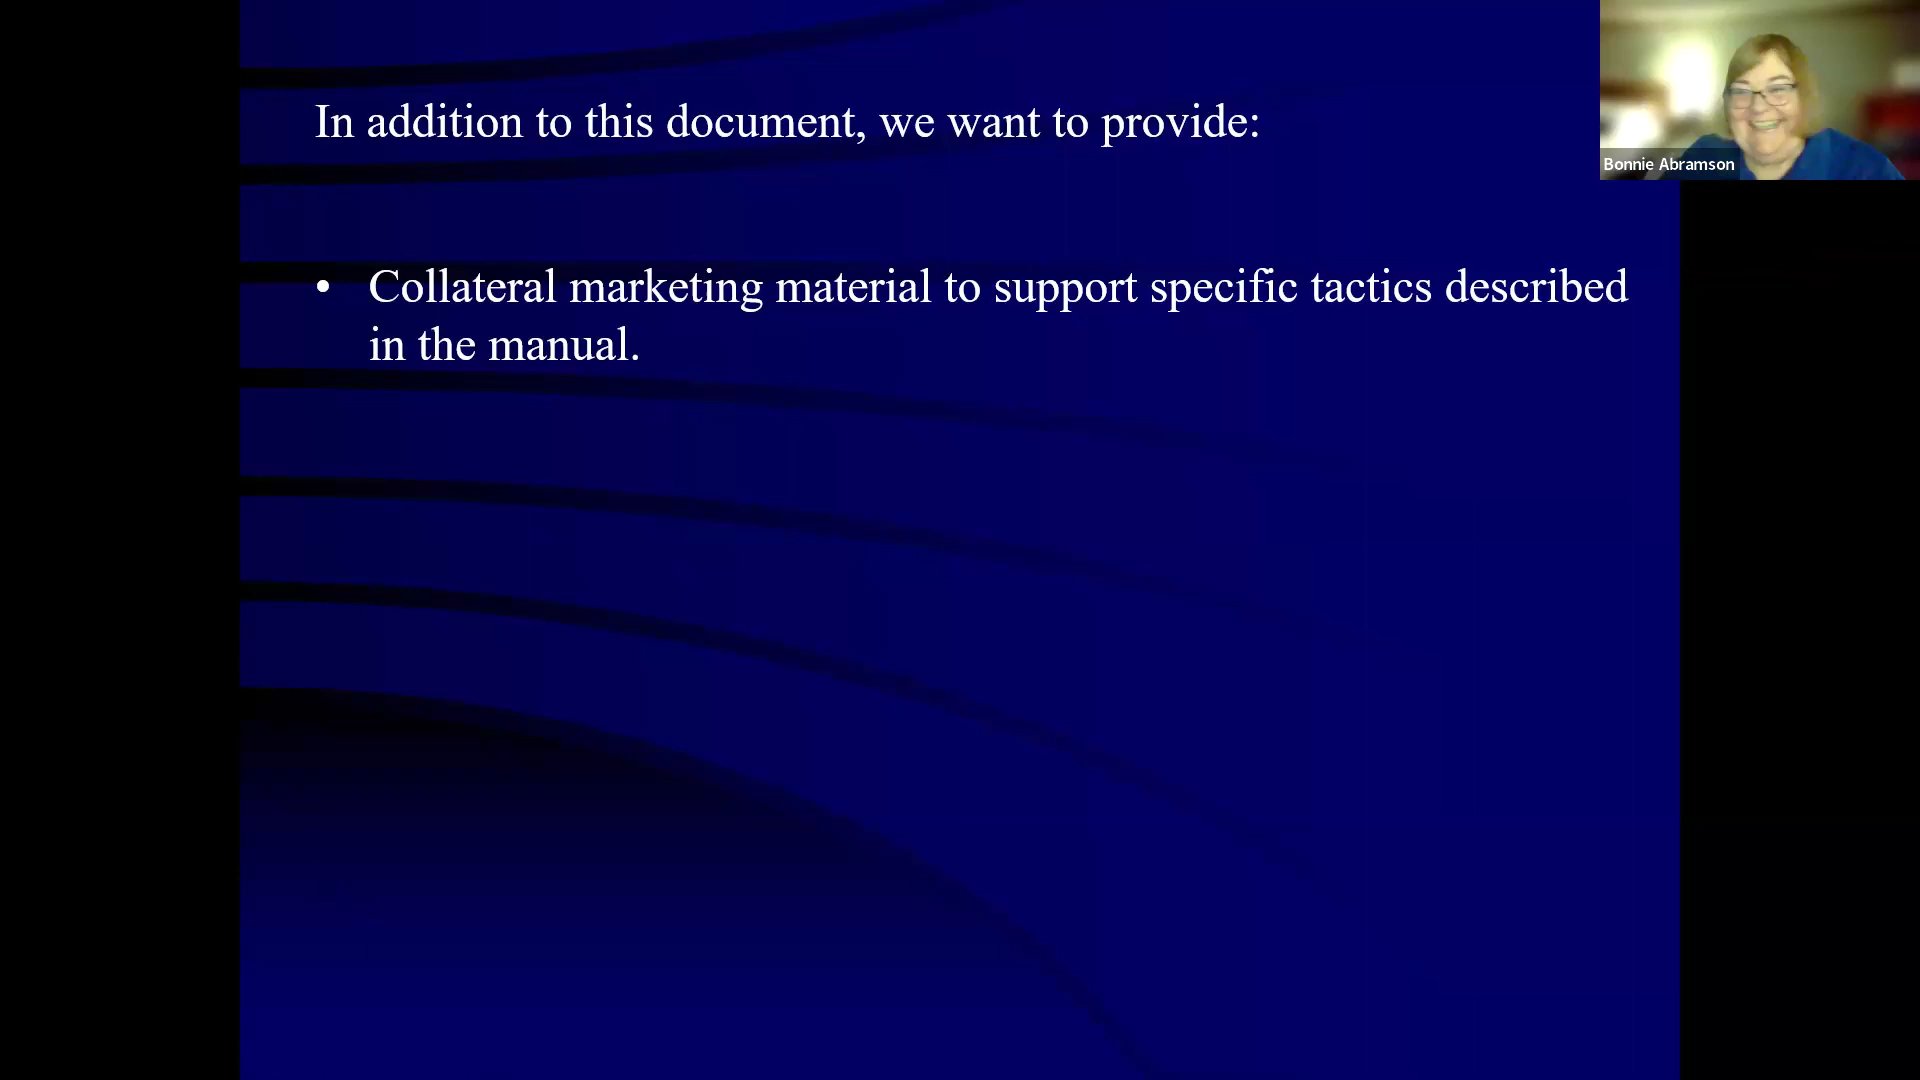 In addition to this document, we want to provide:
• Collateral marketing material to support specific tactics described
in the manual.
Bonnie Abramson